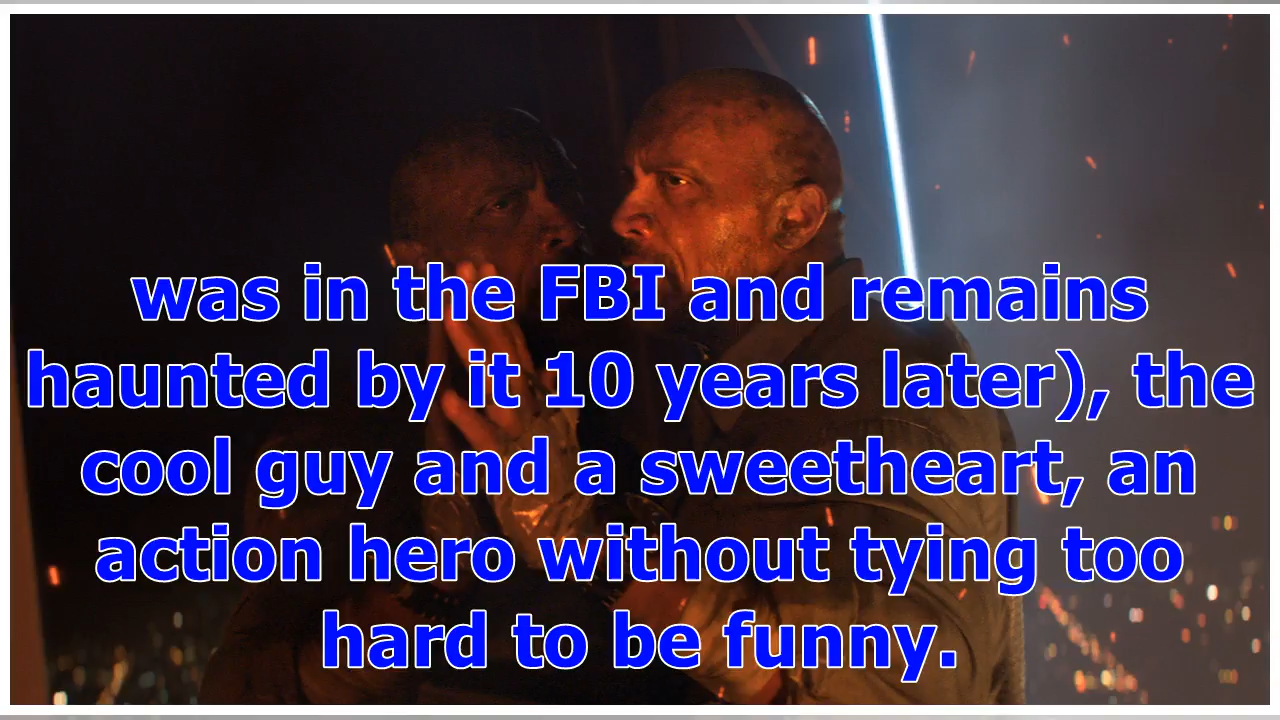 was in the FBI and remains
haunted by it 10 years later), the
cool guy and a sweetheart, an
action hero without tying too
hard to be funny.